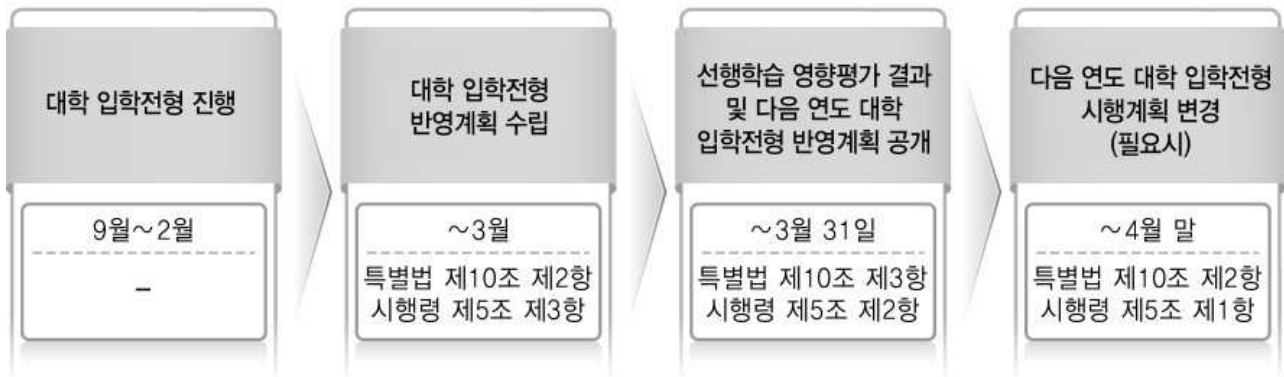 대학 입학전형 진행
9월~2월
-
대학 입학전형
반영계획 수립
~3월
특별법 제10조 제2항
시행령 제5조 제3항
선행학습 영향평가 결과
및 다음 연도 대학
입학전형 반영계획 공개
~3월 31일
특별법 제10조 제3항
시행령 제5조 제2항
다음 연도 대학 입학전형
시행계획 변경
(필요시)
~4월 말
특별법 제10조 제2항
시행령 제5조 제1항